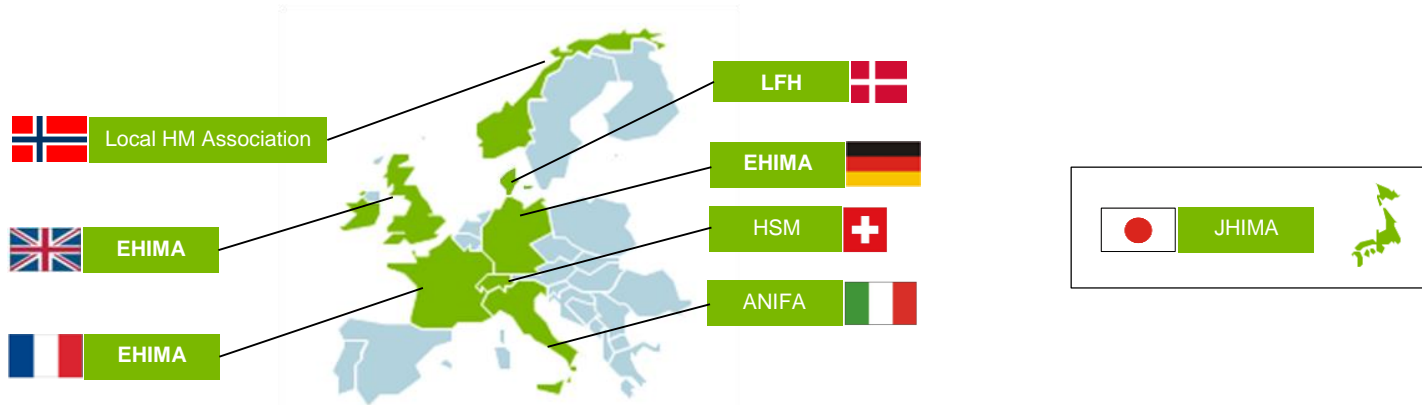 LFH
Local HM Association
EHIMA
HSM
EHIMA
JHIMA
ANIFA
EHIMA